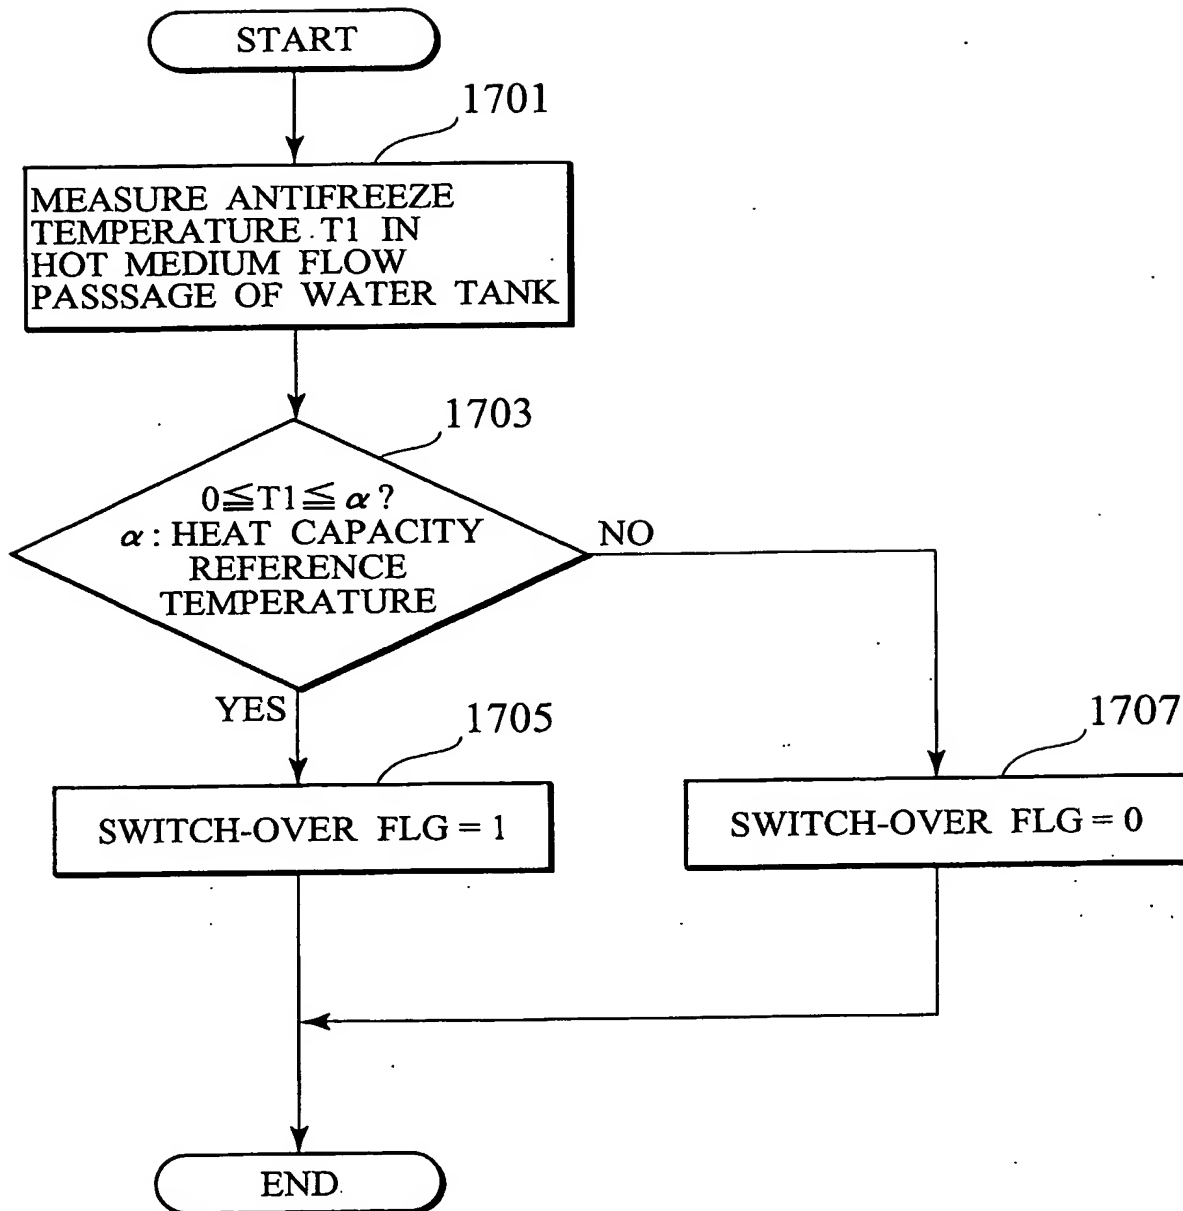 START
1701
MEASURE ANTIFREEZE
TEMPERATURE T1 IN
HOT MEDIUM FLOW
PASSSAGE OF WATER TANK
1703
0≦T1≦α?
α: HEAT CAPACITY
REFERENCE
TEMPERATURE
NO
YES
1705
1707
SWITCH-OVER FLG = 1
SWITCH-OVER FLG = 0
END